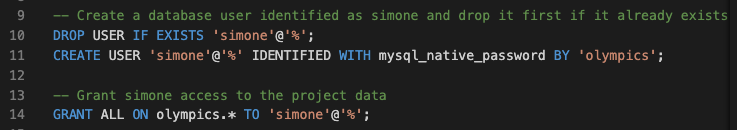 9 -- Create a database user identified as simone and drop it first if it already exists
10 DROP USER IF EXISTS 'simone'@'%';
11 CREATE USER 'simone'@'%' IDENTIFIED WITH mysql_native_password BY 'olympics';
12
13 -- Grant simone access to the project data
14 GRANT ALL ON olympics.* TO 'simone'@'%';